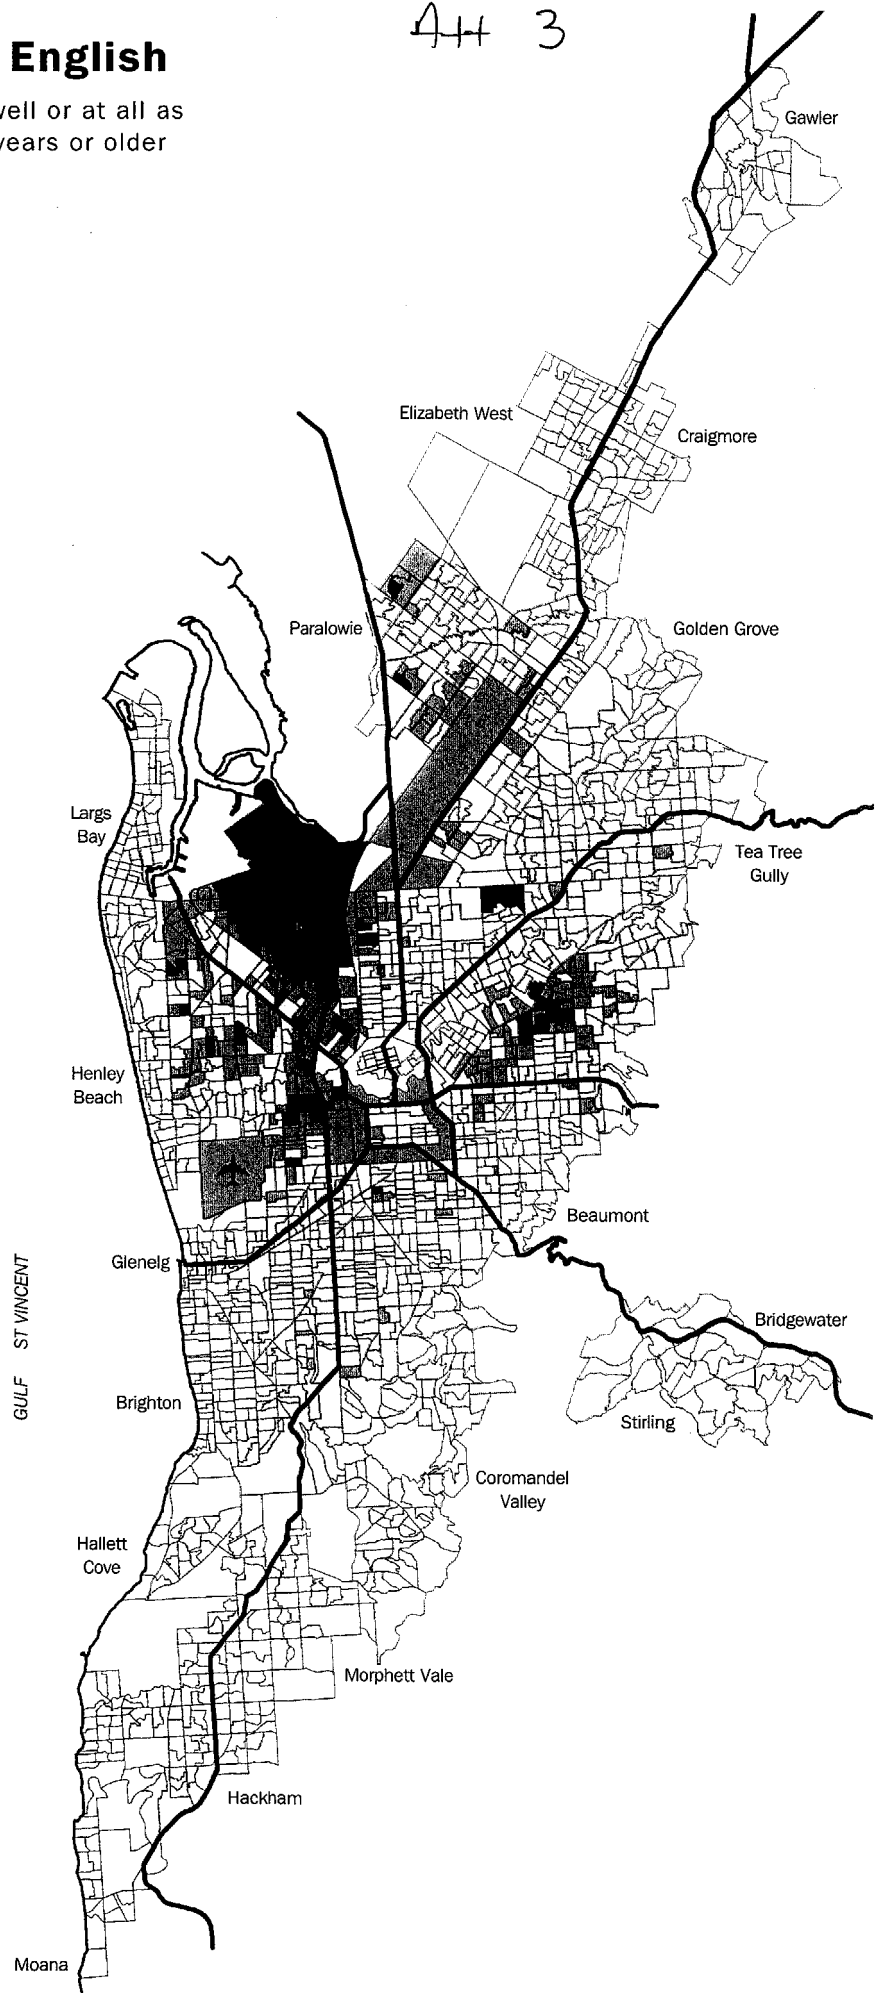 Att 3
English
well or at all as
years or older
Gawler
Elizabeth West
Craigmore
Paralowie
Golden Grove
Largs
Bay
Tea Tree
Gully
Henley
Beach
Beaumont
Glenelg
GULF ST VINCENT
Bridgewater
Brighton
Stirling
Coromandel
Valley
Hallett
Cove
Morphett Vale
Hackham
Moana